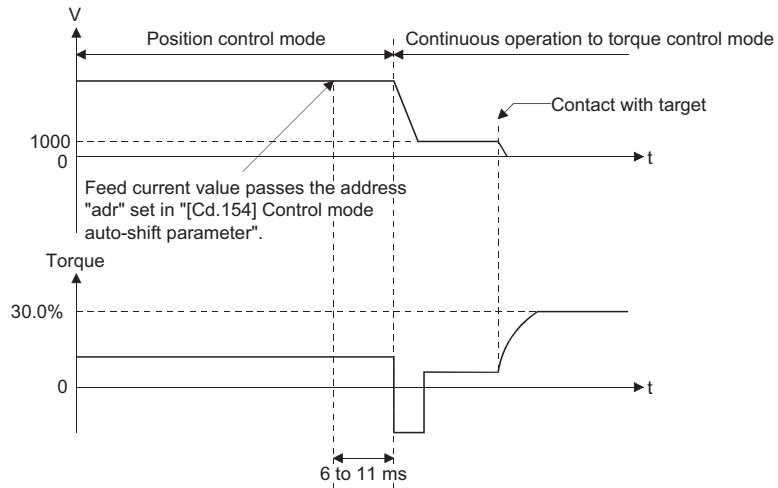 V
Position control mode
Continuous operation to torque control mode
Contact with target
1000
0
t
Feed current value passes the address
"adr" set in "[Cd.154] Control mode
auto-shift parameter".
Torque
30.0%
0
t
6 to 11 ms